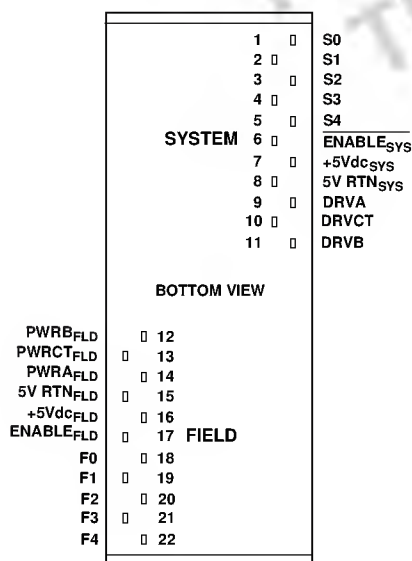 1 S0
2 S1
3 S2
4 S3
5 S4
SYSTEM 6 ENABLESYS
7 +5VdcSYS
8 5V RTNSYS
9 DRVA
10 DRVCT
11 DRVB
BOTTOM VIEW
PWRBFLD 12
PWRCTFLD 13
PWRAFLD 14
5V RTNFLD 15
+5VdcFLD 16
ENABLEFLD 17 FIELD
F0 18
F1 19
F2 20
F3 21
F4 22